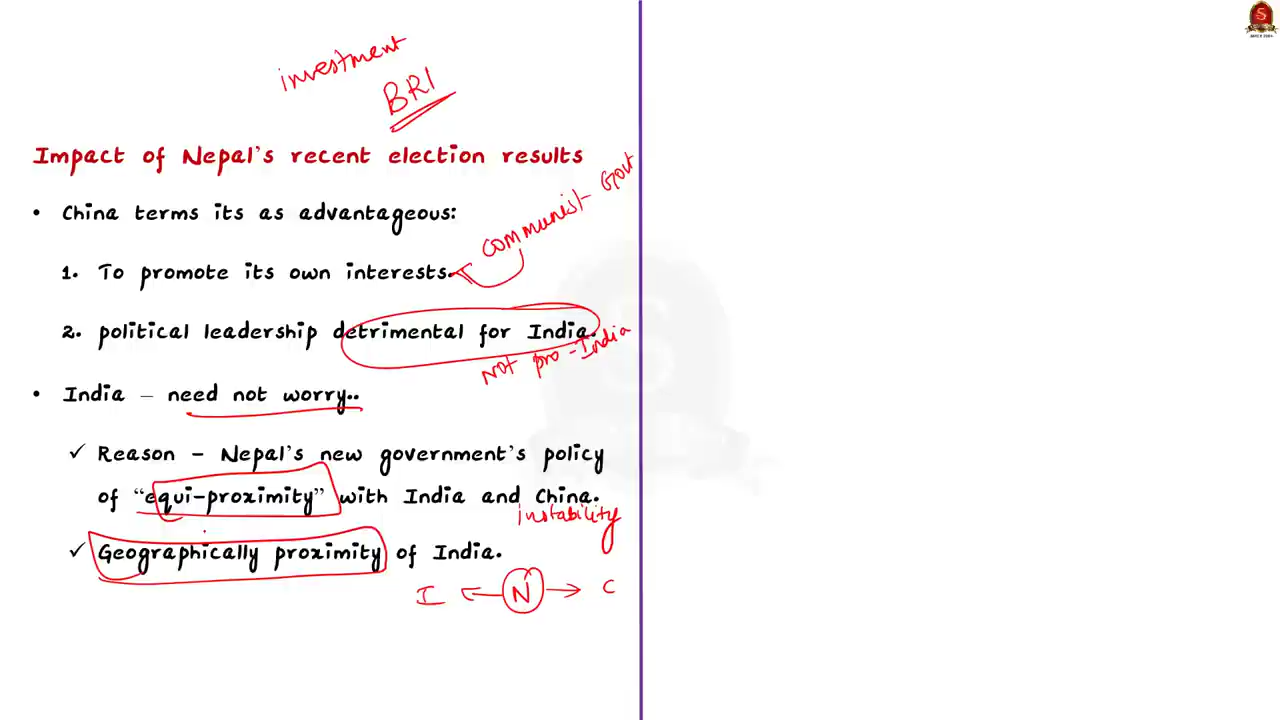 investment
BRI
Impact of Nepal's recent election results
• China terms its as advantageous:
communist Govt
1. To promote its own interests.
2. political leadership detrimental for India.
Not pro-India
• India – need not worry..
✓ Reason – Nepal's new government's policy
of “equi-proximity” with India and China.
instability
✓ Geographically proximity of India.
I ← N → C